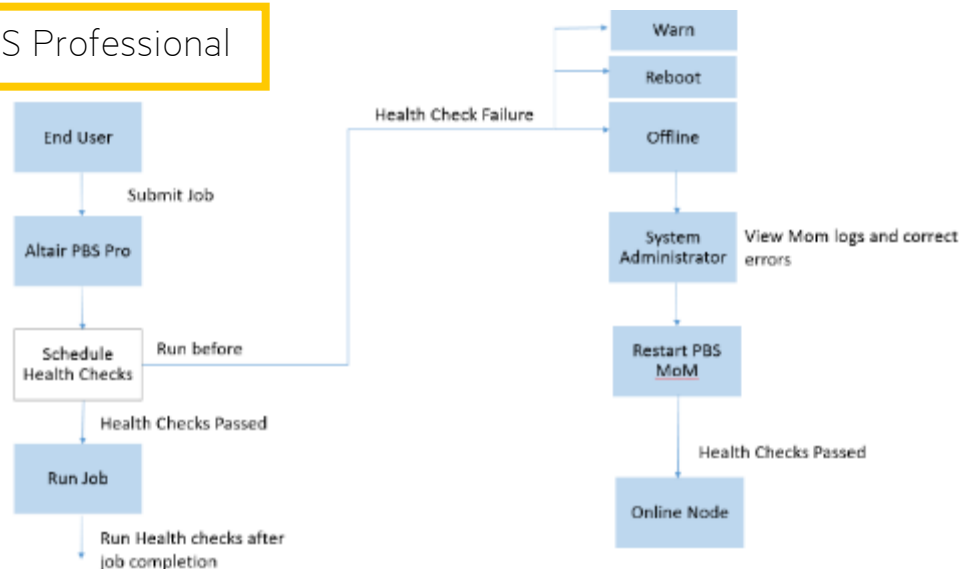 S Professional
End User
Submit Job
Altair PBS Pro
Schedule
Health Checks
Run before
Health Checks Passed
Run Job
Run Health checks after
job completion
Health Check Failure
Warn
Reboot
Offline
System
Administrator
View Mom logs and correct
errors
Restart PBS
MoM
Health Checks Passed
Online Node